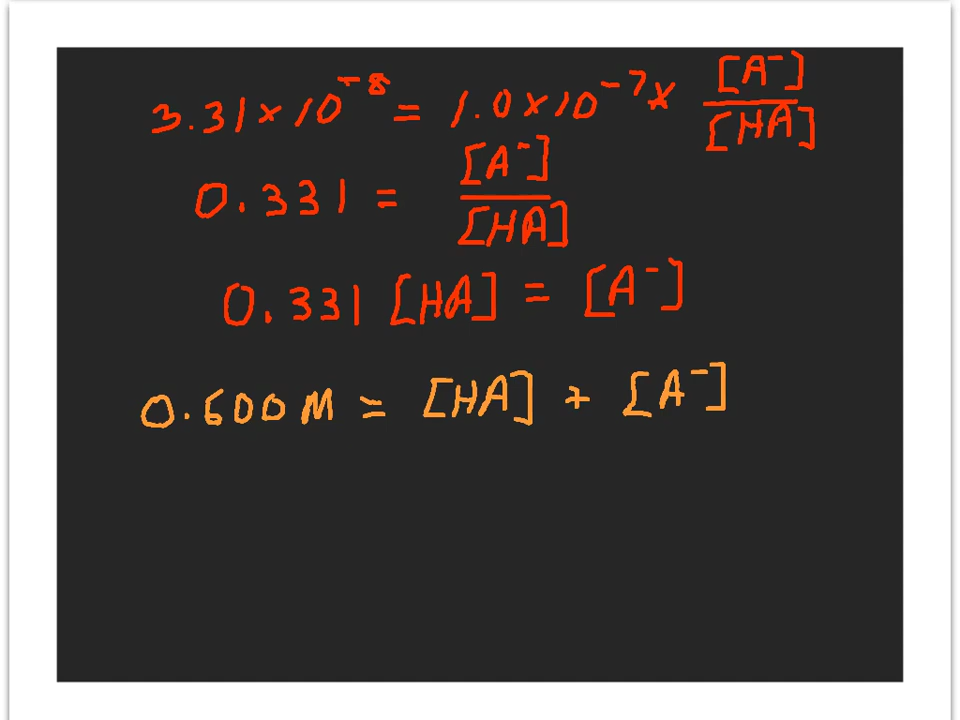 3.31 × 10⁻⁸ = 1.0 × 10⁻⁷ × [A⁻]/[HA]
0.331 = [A⁻]/[HA]
0.331 [HA] = [A⁻]
0.600 M = [HA] + [A⁻]